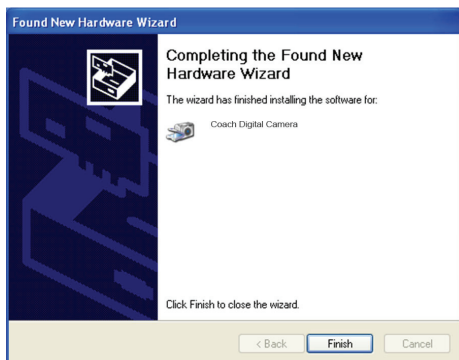 Found New Hardware Wizard
Completing the Found New
Hardware Wizard
The wizard has finished installing the software for:
Coach Digital Camera
Click Finish to close the wizard.
< Back
Finish
Cancel